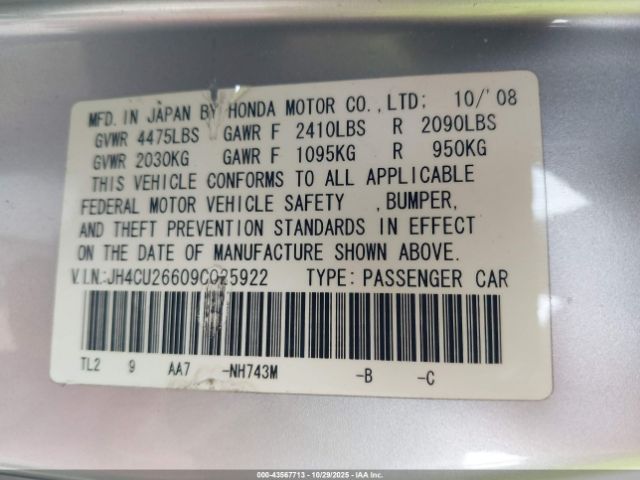 MFD. IN JAPAN BY HONDA MOTOR CO., LTD; 10/'08
GVWR 4475LBS GAWR F 2410LBS R 2090LBS
GVWR 2030KG GAWR F 1095KG R 950KG
THIS VEHICLE CONFORMS TO ALL APPLICABLE
FEDERAL MOTOR VEHICLE SAFETY ,BUMPER,
AND THEFT PREVENTION STANDARDS IN EFFECT
ON THE DATE OF MANUFACTURE SHOWN ABOVE.
V.I.N.:JH4CU26609C025922 TYPE: PASSENGER CAR
TL2 9 AA7 -NH743M -B -C
000-43567713 - 10/29/2025 - IAA Inc.